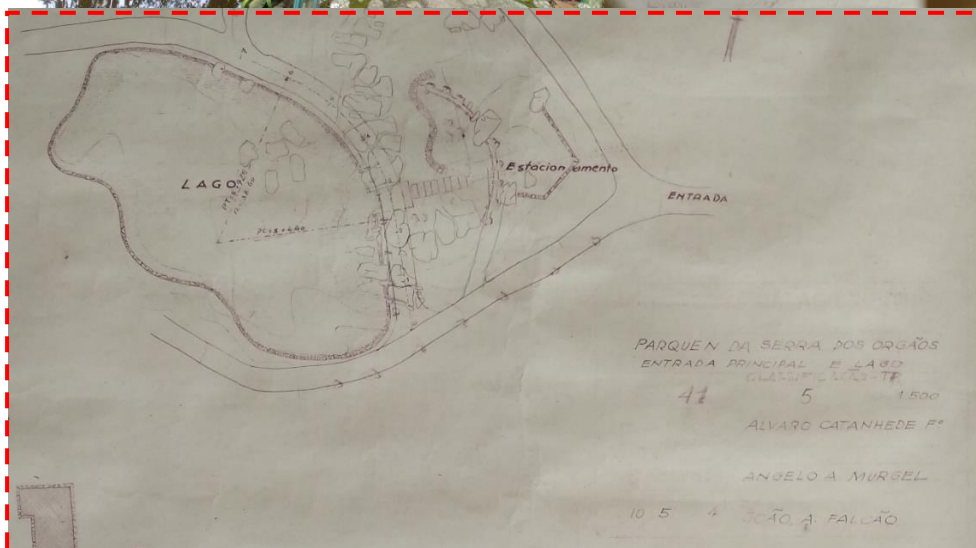 LAGO
Estacionamento
ENTRADA
PARQUE N DA SERRA DOS ORGÃOS
ENTRADA PRINCIPAL E LAGO
41 5 1:500
ALVARO CATANHEDE Fº
ANGELO A MURGEL
10 5 4 JOÃO A FALCÃO